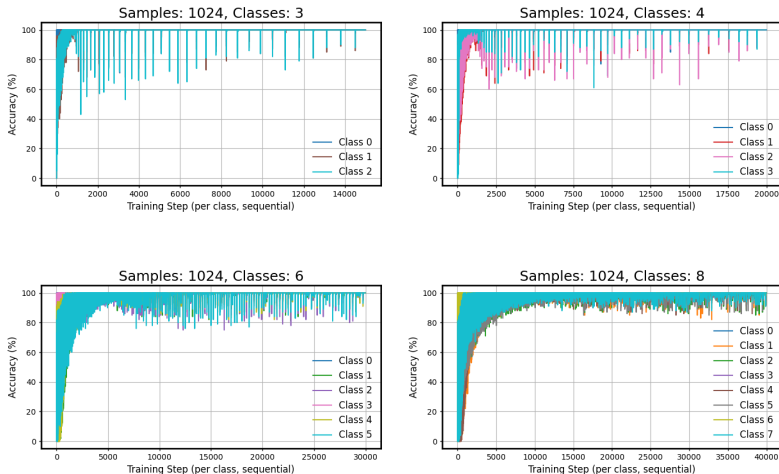 Samples: 1024, Classes: 3
Accuracy (%)
100
80
60
40
20
0
0 2000 4000 6000 8000 10000 12000 14000
Training Step (per class, sequential)
Class 0
Class 1
Class 2
Samples: 1024, Classes: 4
Accuracy (%)
100
80
60
40
20
0
0 2500 5000 7500 10000 12500 15000 17500 20000
Training Step (per class, sequential)
Class 0
Class 1
Class 2
Class 3
Samples: 1024, Classes: 6
Accuracy (%)
100
80
60
40
20
0
0 5000 10000 15000 20000 25000 30000
Training Step (per class, sequential)
Class 0
Class 1
Class 2
Class 3
Class 4
Class 5
Samples: 1024, Classes: 8
Accuracy (%)
100
80
60
40
20
0
0 5000 10000 15000 20000 25000 30000 35000 40000
Training Step (per class, sequential)
Class 0
Class 1
Class 2
Class 3
Class 4
Class 5
Class 6
Class 7